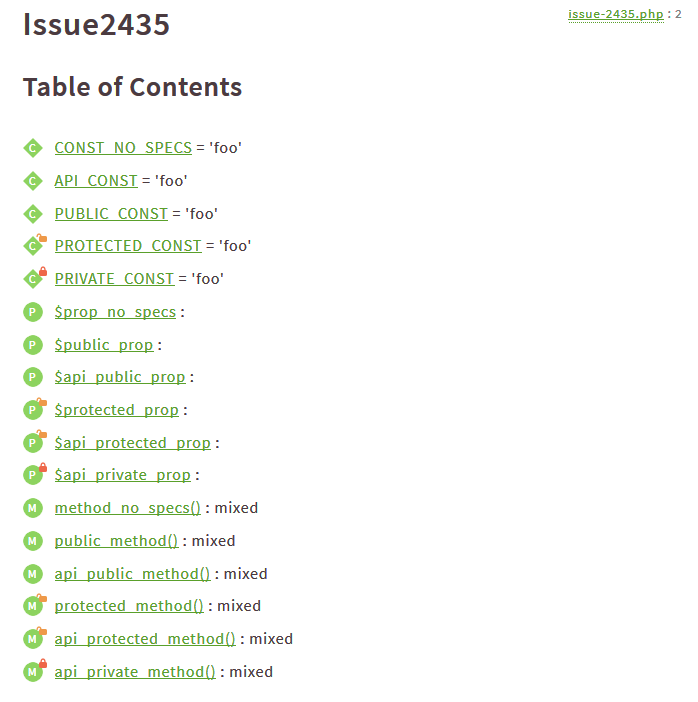 Issue2435
issue-2435.php : 2
Table of Contents
C CONST_NO_SPECS = 'foo'
C API_CONST = 'foo'
C PUBLIC_CONST = 'foo'
C PROTECTED_CONST = 'foo'
C PRIVATE_CONST = 'foo'
P $prop_no_specs :
P $public_prop :
P $api_public_prop :
P $protected_prop :
P $api_protected_prop :
P $api_private_prop :
M method_no_specs() : mixed
M public_method() : mixed
M api_public_method() : mixed
M protected_method() : mixed
M api_protected_method() : mixed
M api_private_method() : mixed